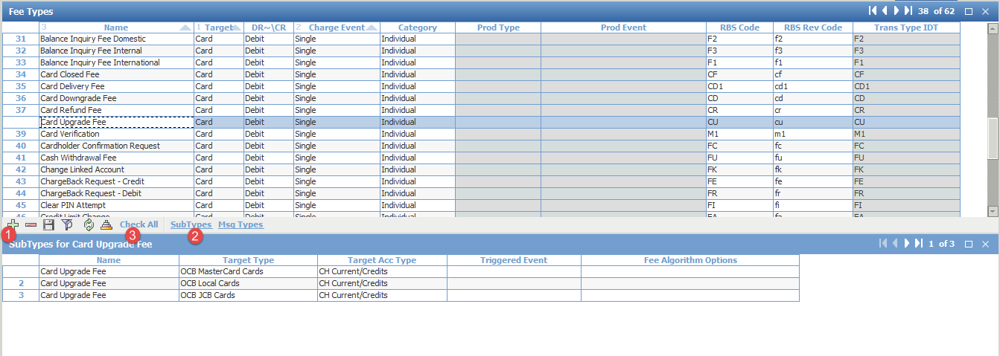 Fee Types 38 of 62
3 Name 1 Target DR~\CR 2 Charge Event Category Prod Type Prod Event RBS Code RBS Rev Code Trans Type IDT
31 Balance Inquiry Fee Domestic Card Debit Single Individual F2 f2 F2
32 Balance Inquiry Fee Internal Card Debit Single Individual F3 f3 F3
33 Balance Inquiry Fee International Card Debit Single Individual F1 f1 F1
34 Card Closed Fee Card Debit Single Individual CF cf CF
35 Card Delivery Fee Card Debit Single Individual CD1 cd1 CD1
36 Card Downgrade Fee Card Debit Single Individual CD cd CD
37 Card Refund Fee Card Debit Single Individual CR cr CR
Card Upgrade Fee Card Debit Single Individual CU cu CU
39 Card Verification Card Debit Single Individual M1 m1 M1
40 Cardholder Confirmation Request Card Debit Single Individual FC fc FC
41 Cash Withdrawal Fee Card Debit Single Individual FU fu FU
42 Change Linked Account Card Debit Single Individual FK fk FK
43 ChargeBack Request - Credit Card Debit Single Individual FE fe FE
44 ChargeBack Request - Debit Card Debit Single Individual FR fr FR
45 Clear PIN Attempt Card Debit Single Individual FI fi FI
46 Credit Limit Change Card Debit Single Individual FA fa FA
Check All SubTypes Msg Types
1 3 2
SubTypes for Card Upgrade Fee 1 of 3
Name Target Type Target Acc Type Triggered Event Fee Algorithm Options
Card Upgrade Fee OCB MasterCard Cards CH Current/Credits
2 Card Upgrade Fee OCB Local Cards CH Current/Credits
3 Card Upgrade Fee OCB JCB Cards CH Current/Credits